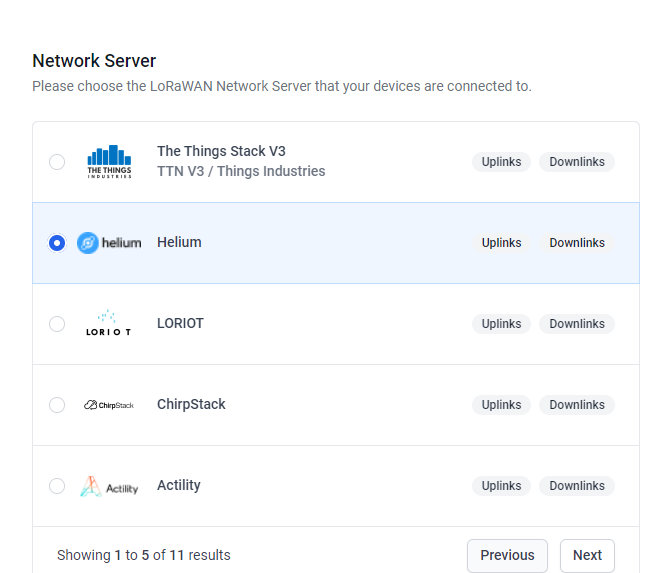 Network Server
Please choose the LoRaWAN Network Server that your devices are connected to.
THE THINGS
INDUSTRIES
The Things Stack V3
TTN V3 / Things Industries
Uplinks
Downlinks
helium
Helium
Uplinks
Downlinks
LORIOT
LORIOT
Uplinks
Downlinks
ChirpStack
ChirpStack
Uplinks
Downlinks
Actility
Actility
Uplinks
Downlinks
Showing 1 to 5 of 11 results
Previous
Next